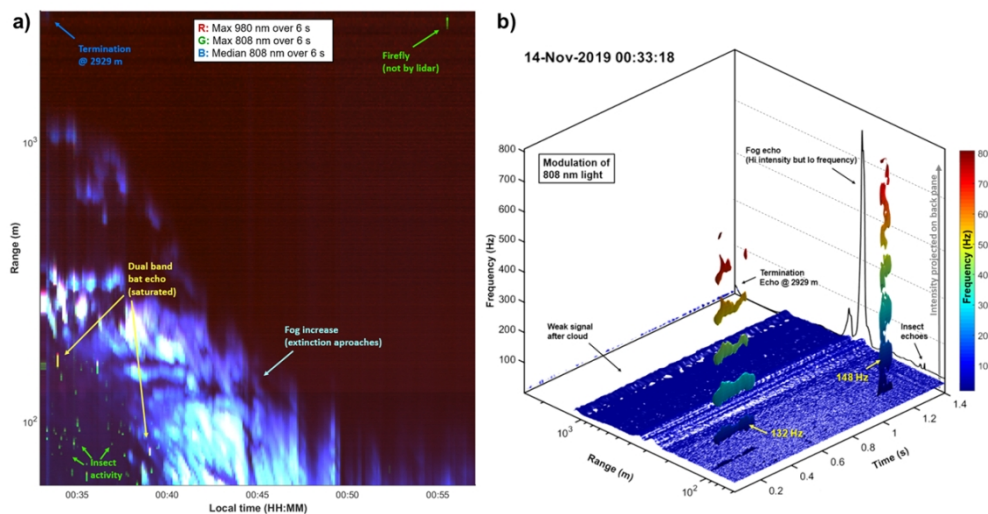 a)
R: Max 980 nm over 6 s
G: Max 808 nm over 6 s
B: Median 808 nm over 6 s
Termination
@ 2929 m
Firefly
(not by lidar)
10³
Range (m)
Dual band
bat echo
(saturated)
Fog increase
(extinction aproaches)
10²
Insect
activity
00:35
00:40
00:45
00:50
00:55
Local time (HH:MM)
b)
14-Nov-2019 00:33:18
Modulation of
808 nm light
Fog echo
(Hi intensity but lo frequency)
Intensity projected on back pane
800
700
600
500
400
300
200
100
Frequency (Hz)
Termination
Echo @ 2929 m
Weak signal
after cloud
Insect
echoes
148 Hz
132 Hz
10³
10²
Range (m)
0.2
0.4
0.6
0.8
1
1.2
1.4
Time (s)
80
70
60
50
40
30
20
10
Frequency (Hz)